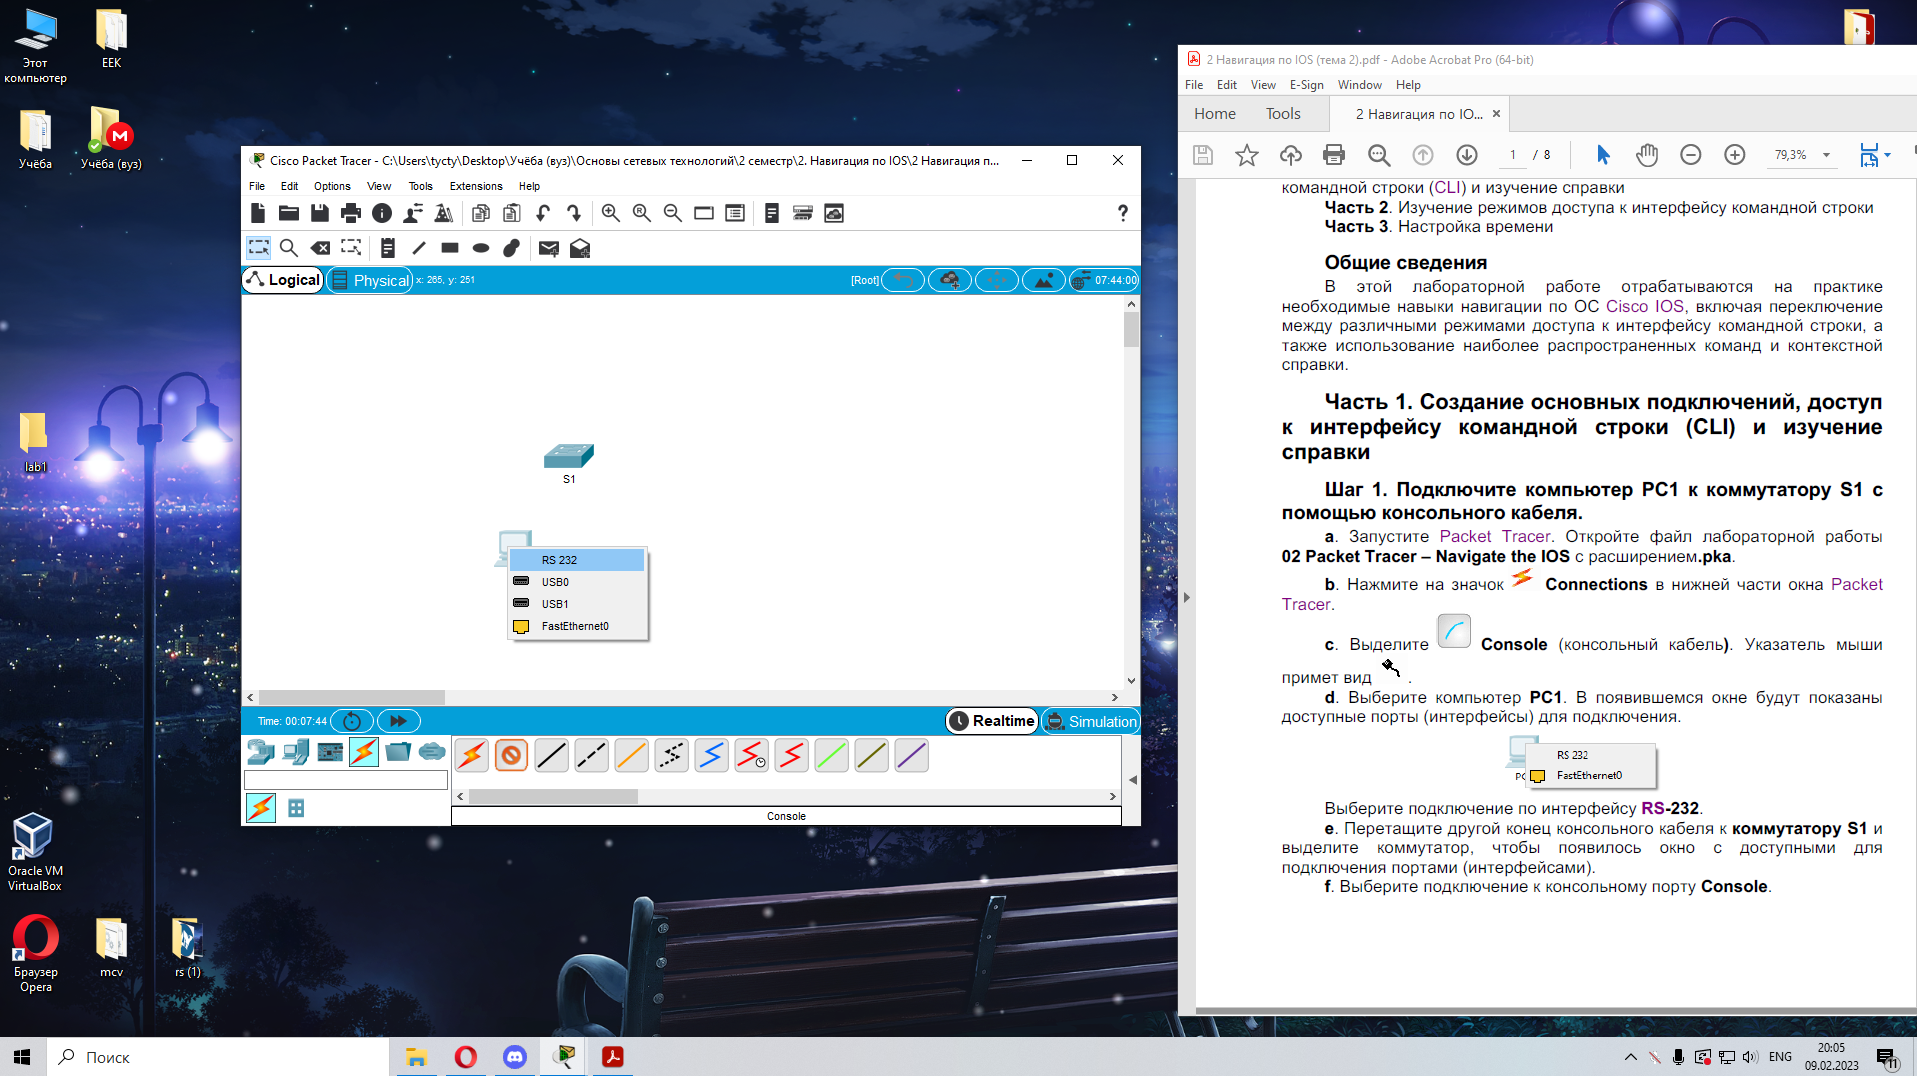 Этот компьютер
EEK
Учёба
Учёба (вуз)
lab1
Oracle VM VirtualBox
Браузер Opera
mcv
rs (1)
Cisco Packet Tracer - C:\Users\tycty\Desktop\Учёба (вуз)\Основы сетевых технологий\2 семестр\2. Навигация по IOS\2 Навигация п...
File Edit Options View Tools Extensions Help
Logical Physical x: 265, y: 251 [Root] 07:44:00
S1
RS 232
USB0
USB1
FastEthernet0
Time: 00:07:44 Realtime Simulation
Console
2 Навигация по IOS (тема 2).pdf - Adobe Acrobat Pro (64-bit)
File Edit View E-Sign Window Help
Home Tools 2 Навигация по IO... ×
1 / 8 79,3%
командной строки (CLI) и изучение справки
Часть 2. Изучение режимов доступа к интерфейсу командной строки
Часть 3. Настройка времени
Общие сведения
В этой лабораторной работе отрабатываются на практике
необходимые навыки навигации по ОС Cisco IOS, включая переключение
между различными режимами доступа к интерфейсу командной строки, а
также использование наиболее распространенных команд и контекстной
справки.
Часть 1. Создание основных подключений, доступ
к интерфейсу командной строки (CLI) и изучение
справки
Шаг 1. Подключите компьютер PC1 к коммутатору S1 с
помощью консольного кабеля.
a. Запустите Packet Tracer. Откройте файл лабораторной работы
02 Packet Tracer – Navigate the IOS с расширением.pka.
b. Нажмите на значок Connections в нижней части окна Packet
Tracer.
c. Выделите Console (консольный кабель). Указатель мыши
примет вид .
d. Выберите компьютер PC1. В появившемся окне будут показаны
доступные порты (интерфейсы) для подключения.
RS 232
PC FastEthernet0
Выберите подключение по интерфейсу RS-232.
e. Перетащите другой конец консольного кабеля к коммутатору S1 и
выделите коммутатор, чтобы появилось окно с доступными для
подключения портами (интерфейсами).
f. Выберите подключение к консольному порту Console.
Поиск
ENG
20:05
09.02.2023
11